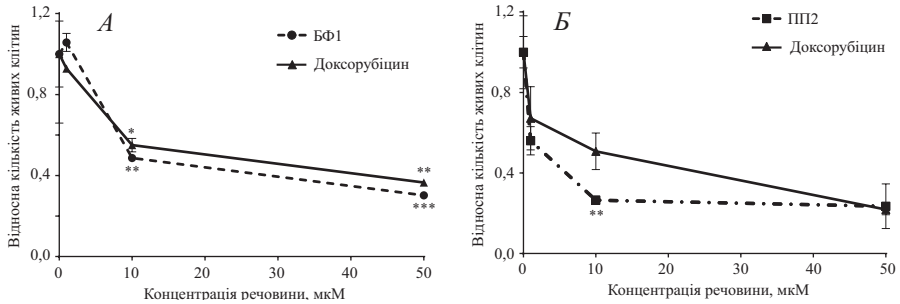 А
Відносна кількість живих клітин
1,2
0,8
0,4
0,0
БФ1
Доксорубіцин
*
**
**
***
0
10
20
30
40
50
Концентрація речовини, мкМ
Б
Відносна кількість живих клітин
1,2
0,8
0,4
0,0
ПП2
Доксорубіцин
**
0
10
20
30
40
50
Концентрація речовини, мкМ